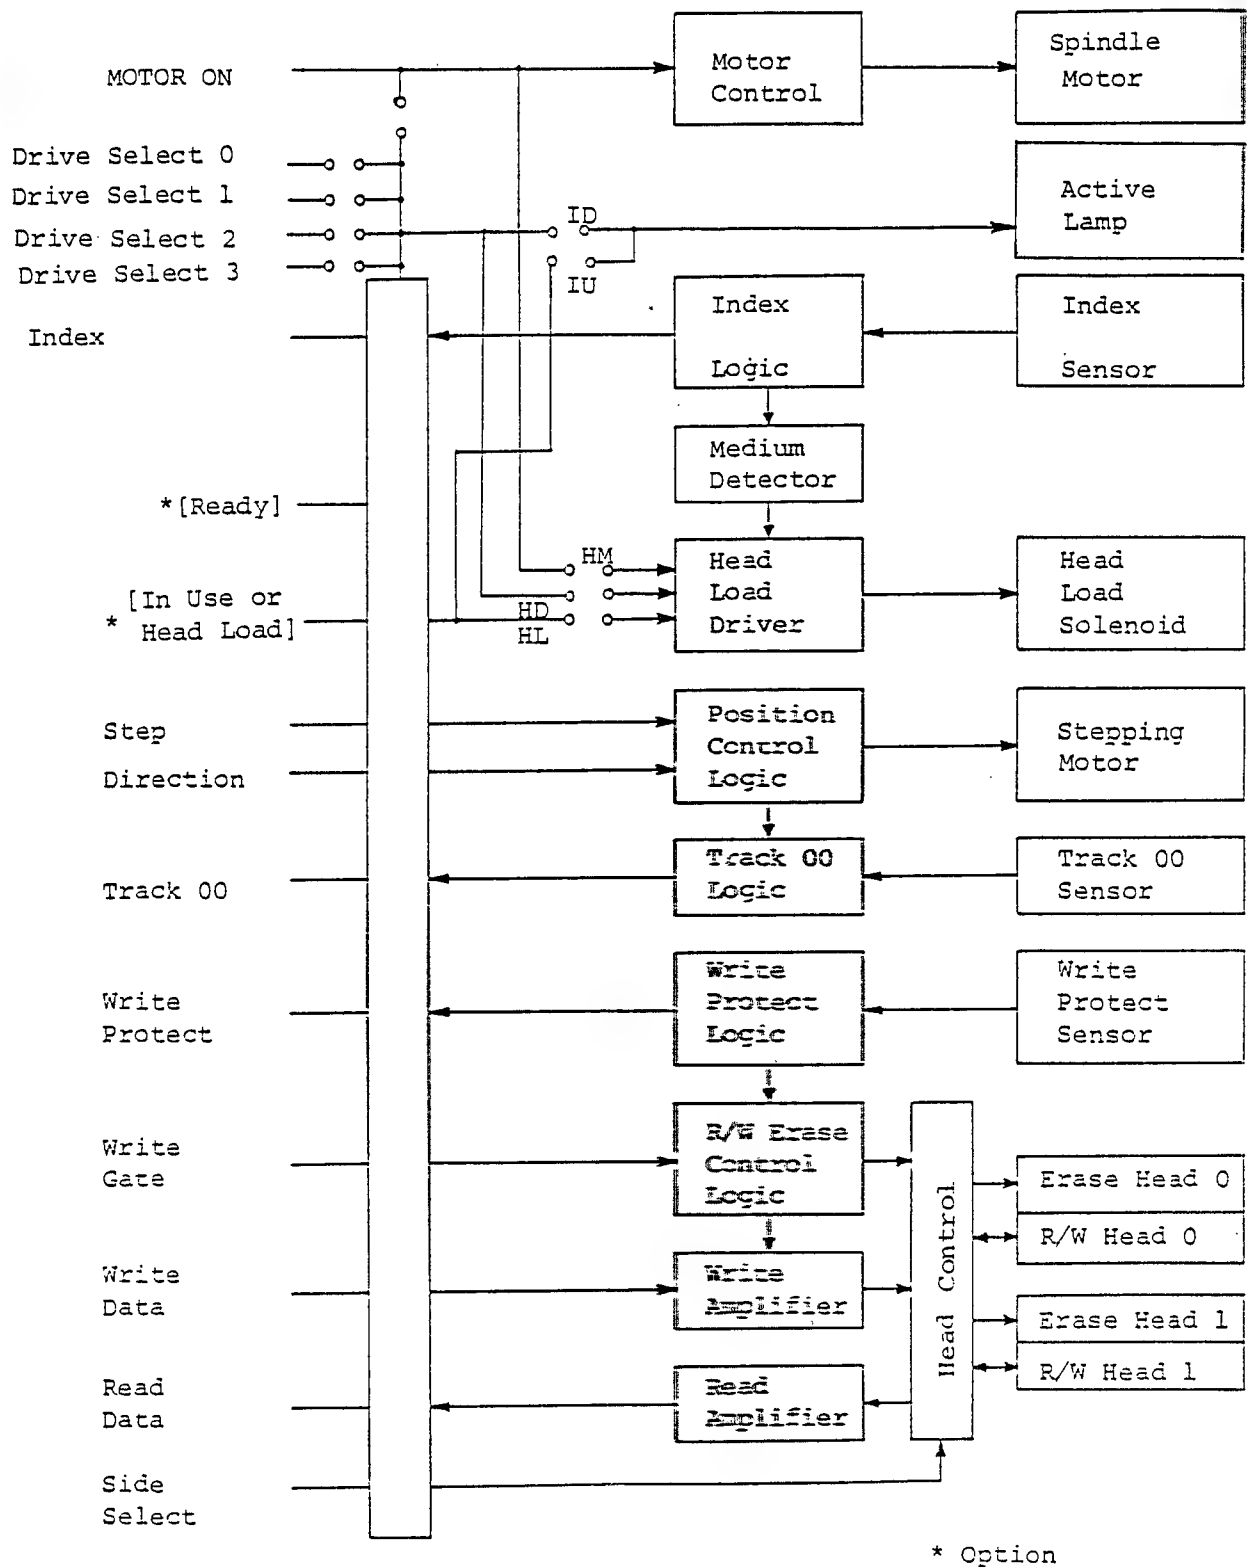 MOTOR ON
Motor
Control
Spindle
Motor
Drive Select 0
Drive Select 1
Drive Select 2
Drive Select 3
ID
IU
Active
Lamp
Index
Index
Logic
Index
Sensor
Medium
Detector
*[Ready]
HM
HD
HL
[In Use or
* Head Load]
Head
Load
Driver
Head
Load
Solenoid
Step
Direction
Position
Control
Logic
Stepping
Motor
Track 00
Track 00
Logic
Track 00
Sensor
Write
Protect
Write
Protect
Logic
Write
Protect
Sensor
Write
Gate
R/W Erase
Control
Logic
Head Control
Erase Head 0
R/W Head 0
Erase Head 1
R/W Head 1
Write
Data
Write
Amplifier
Read
Data
Read
Amplifier
Side
Select
* Option